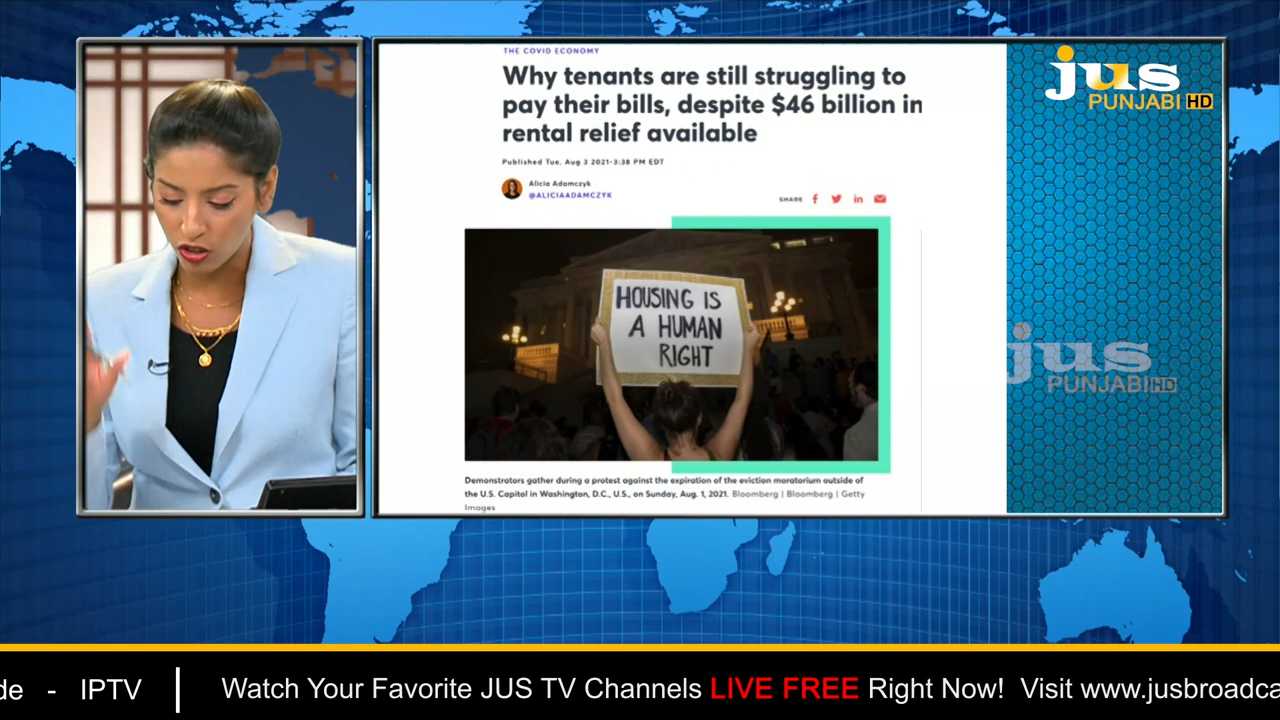 THE COVID ECONOMY
Why tenants are still struggling to
pay their bills, despite $46 billion in
rental relief available
Published Tue, Aug 3 2021-3:38 PM EDT
Alicia Adamczyk
@ALICIAADAMCZYK
SHARE
HOUSING IS
A HUMAN
RIGHT
Demonstrators gather during a protest against the expiration of the eviction moratorium outside of
the U.S. Capitol in Washington, D.C., U.S., on Sunday, Aug. 1, 2021. Bloomberg | Bloomberg | Getty
Images
jus
PUNJABI HD
jus
PUNJABI HD
de - IPTV | Watch Your Favorite JUS TV Channels LIVE FREE Right Now! Visit www.jusbroadca